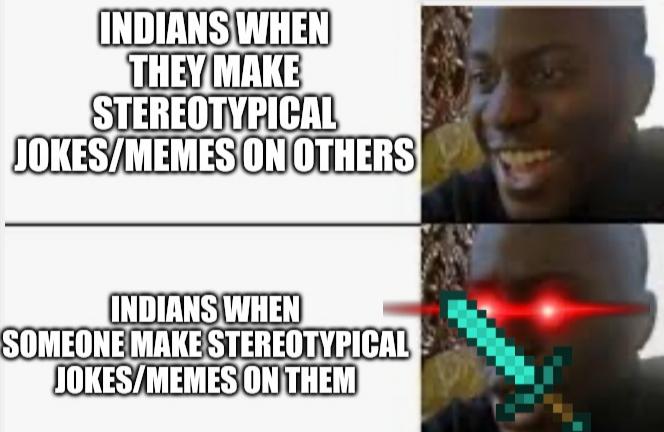 INDIANS WHEN
THEY MAKE
STEREOTYPICAL
JOKES/MEMES ON OTHERS
INDIANS WHEN
SOMEONE MAKE STEREOTYPICAL
JOKES/MEMES ON THEM